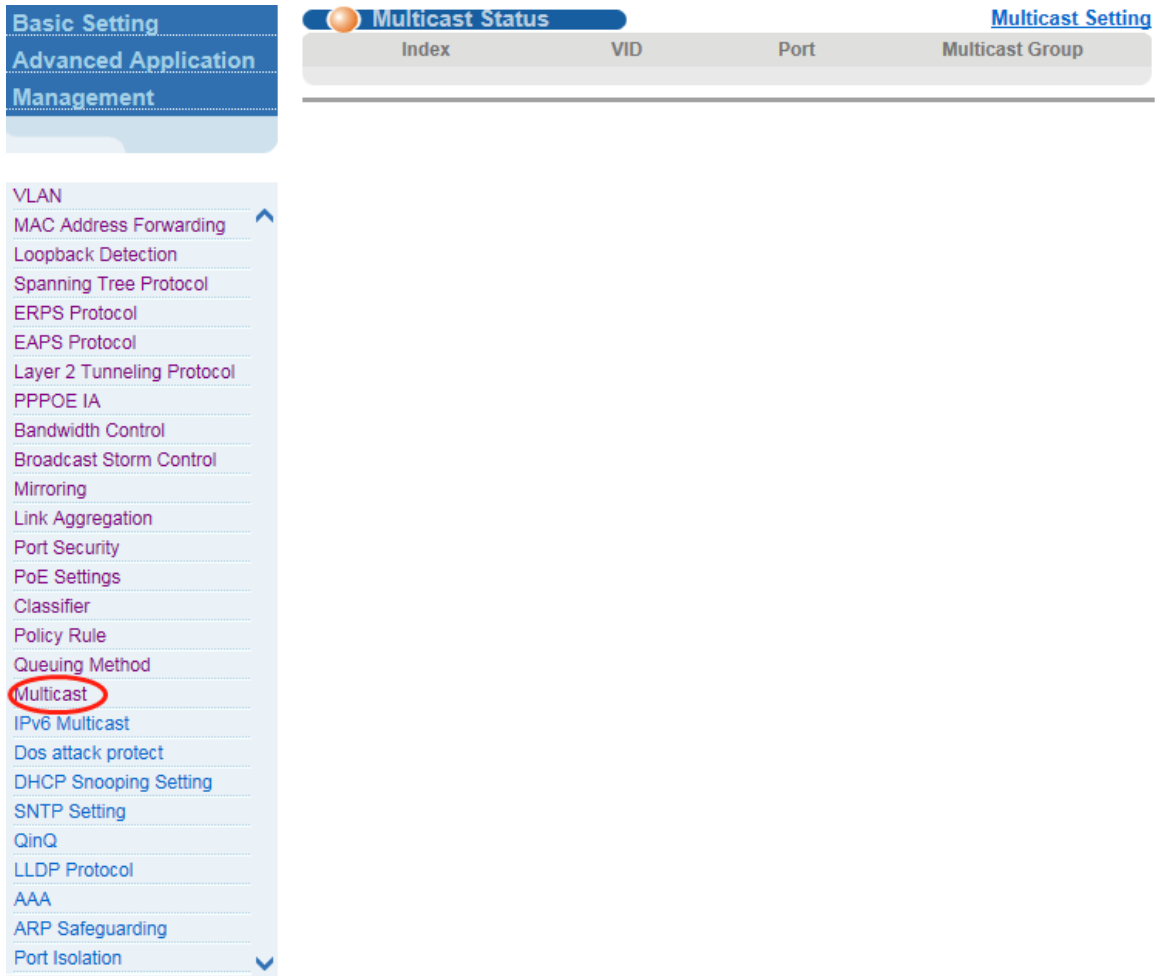 Basic Setting
Advanced Application
Management
Multicast Status
Multicast Setting
Index VID Port Multicast Group
VLAN
MAC Address Forwarding
Loopback Detection
Spanning Tree Protocol
ERPS Protocol
EAPS Protocol
Layer 2 Tunneling Protocol
PPPOE IA
Bandwidth Control
Broadcast Storm Control
Mirroring
Link Aggregation
Port Security
PoE Settings
Classifier
Policy Rule
Queuing Method
Multicast
IPv6 Multicast
Dos attack protect
DHCP Snooping Setting
SNTP Setting
QinQ
LLDP Protocol
AAA
ARP Safeguarding
Port Isolation